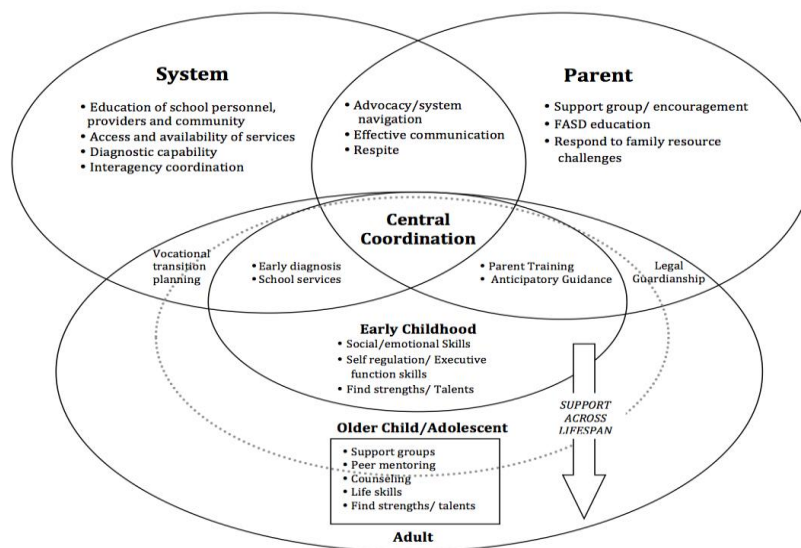 System
• Education of school personnel,
providers and community
• Access and availability of services
• Diagnostic capability
• Interagency coordination
• Advocacy/system
navigation
• Effective communication
• Respite
Parent
• Support group/ encouragement
• FASD education
• Respond to family resource
challenges
Central
Coordination
Vocational
transition
planning
• Early diagnosis
• School services
• Parent Training
• Anticipatory Guidance
Legal
Guardianship
Early Childhood
• Social/emotional Skills
• Self regulation/ Executive
function skills
• Find strengths/ Talents
SUPPORT
ACROSS
LIFESPAN
Older Child/Adolescent
• Support groups
• Peer mentoring
• Counseling
• Life skills
• Find strengths/ talents
Adult